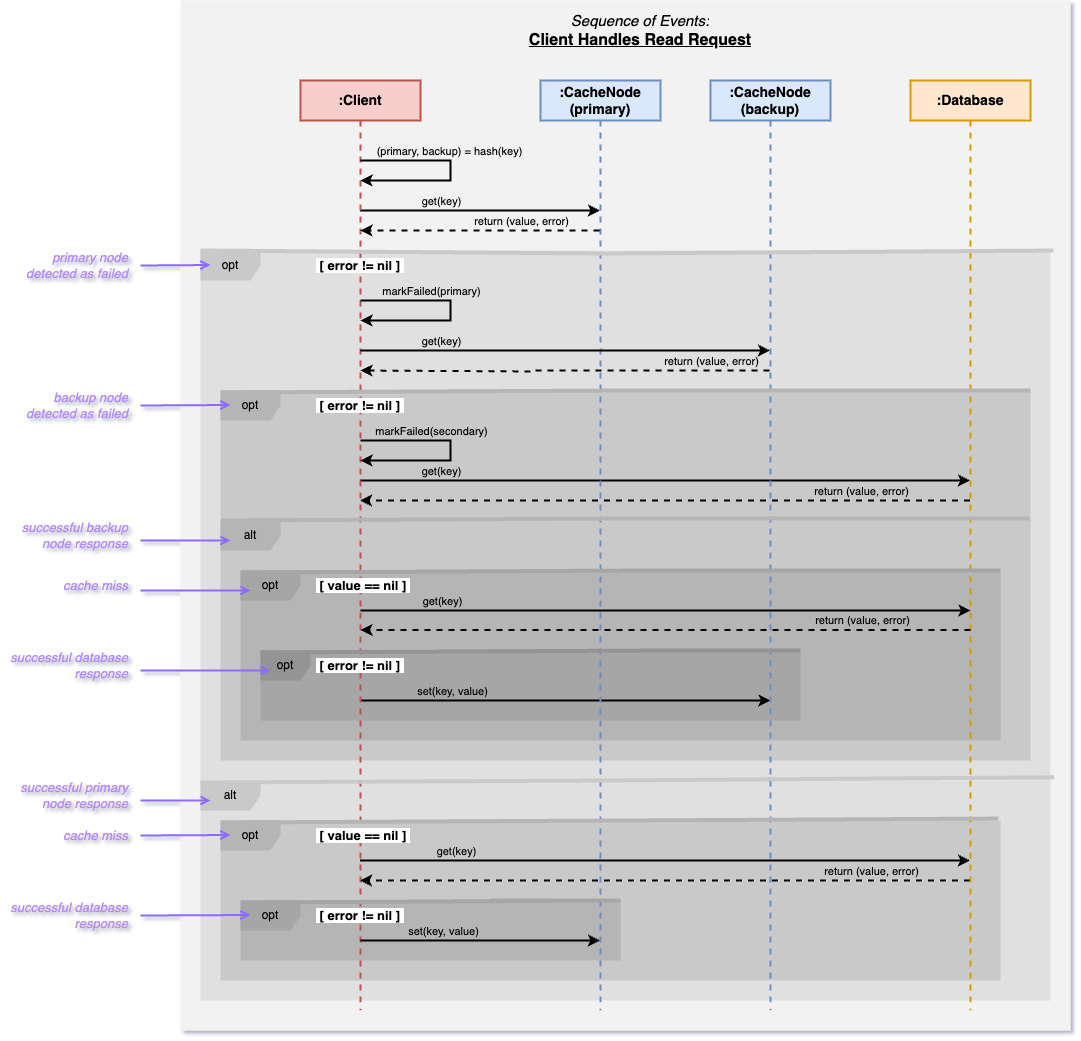 Sequence of Events:
Client Handles Read Request
:Client
:CacheNode
(primary)
:CacheNode
(backup)
:Database
(primary, backup) = hash(key)
get(key)
return (value, error)
primary node
detected as failed
opt
[ error != nil ]
markFailed(primary)
get(key)
return (value, error)
backup node
detected as failed
opt
[ error != nil ]
markFailed(secondary)
get(key)
return (value, error)
successful backup
node response
alt
cache miss
opt
[ value == nil ]
get(key)
return (value, error)
successful database
response
opt
[ error != nil ]
set(key, value)
successful primary
node response
alt
cache miss
opt
[ value == nil ]
get(key)
return (value, error)
successful database
response
opt
[ error != nil ]
set(key, value)